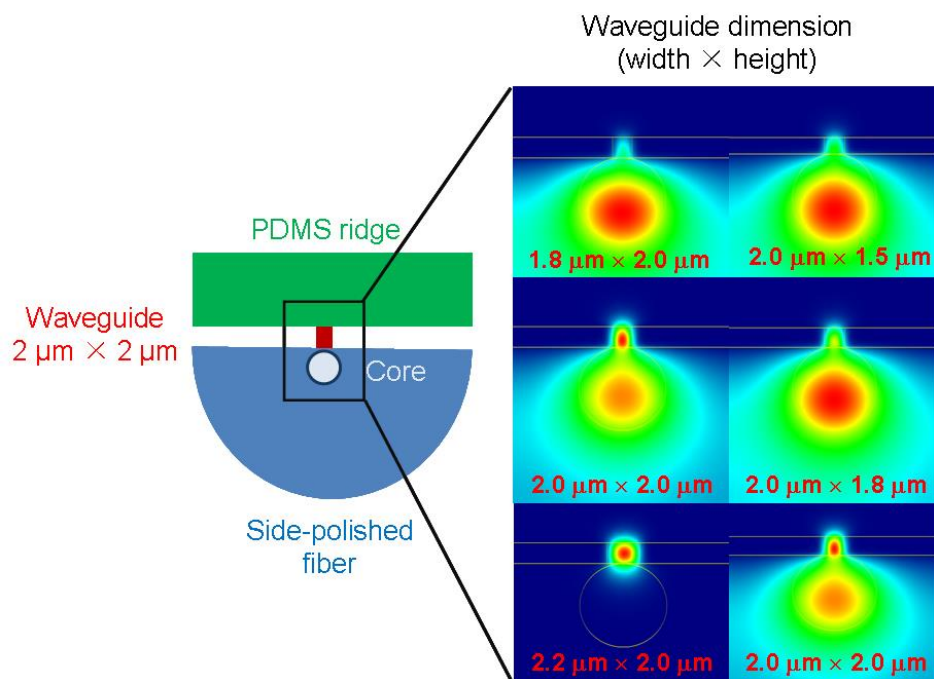 Waveguide dimension
(width × height)
PDMS ridge
Waveguide
2 μm × 2 μm
Core
Side-polished
fiber
1.8 μm × 2.0 μm
2.0 μm × 1.5 μm
2.0 μm × 2.0 μm
2.0 μm × 1.8 μm
2.2 μm × 2.0 μm
2.0 μm × 2.0 μm